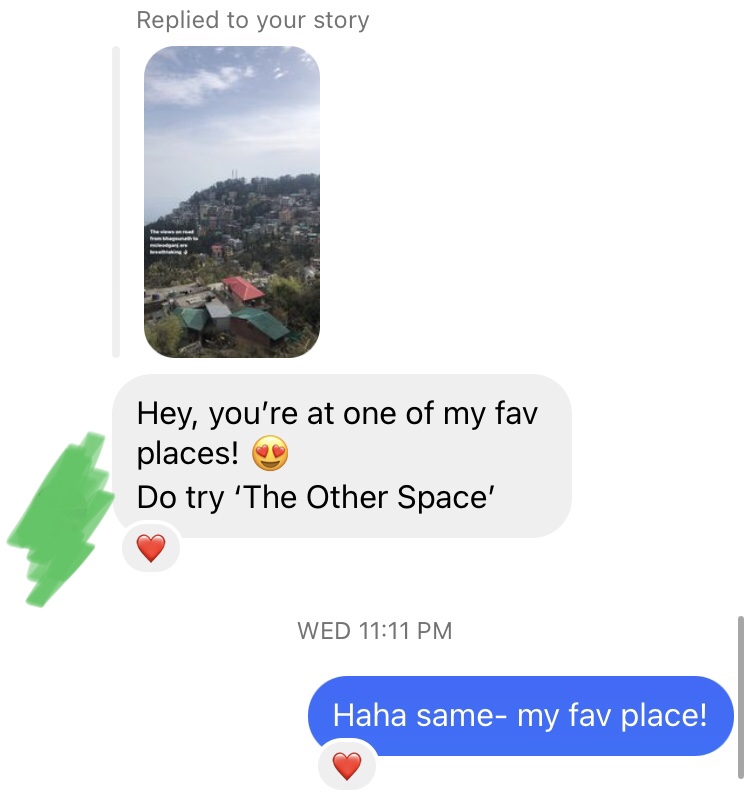 Replied to your story
The views on road
from bhagsunath to
mcleodganj are
breathtaking
Hey, you’re at one of my fav
places! 😍
Do try ‘The Other Space’
❤️
WED 11:11 PM
Haha same- my fav place!
❤️